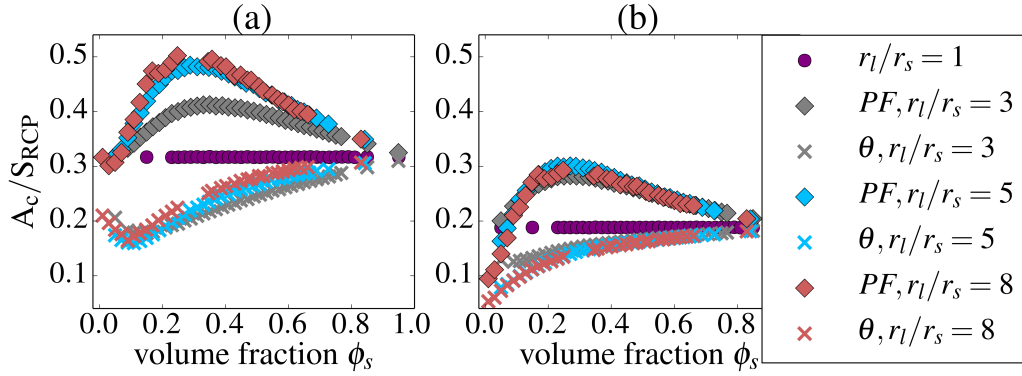 (a)
(b)
A_c/S_RCP
0.5
0.4
0.3
0.2
0.1
0.0 0.2 0.4 0.6 0.8 1.0
volume fraction ϕ_s
0.5
0.4
0.3
0.2
0.1
0.0 0.2 0.4 0.6 0.8
volume fraction ϕ_s
r_l/r_s = 1
PF, r_l/r_s = 3
θ, r_l/r_s = 3
PF, r_l/r_s = 5
θ, r_l/r_s = 5
PF, r_l/r_s = 8
θ, r_l/r_s = 8